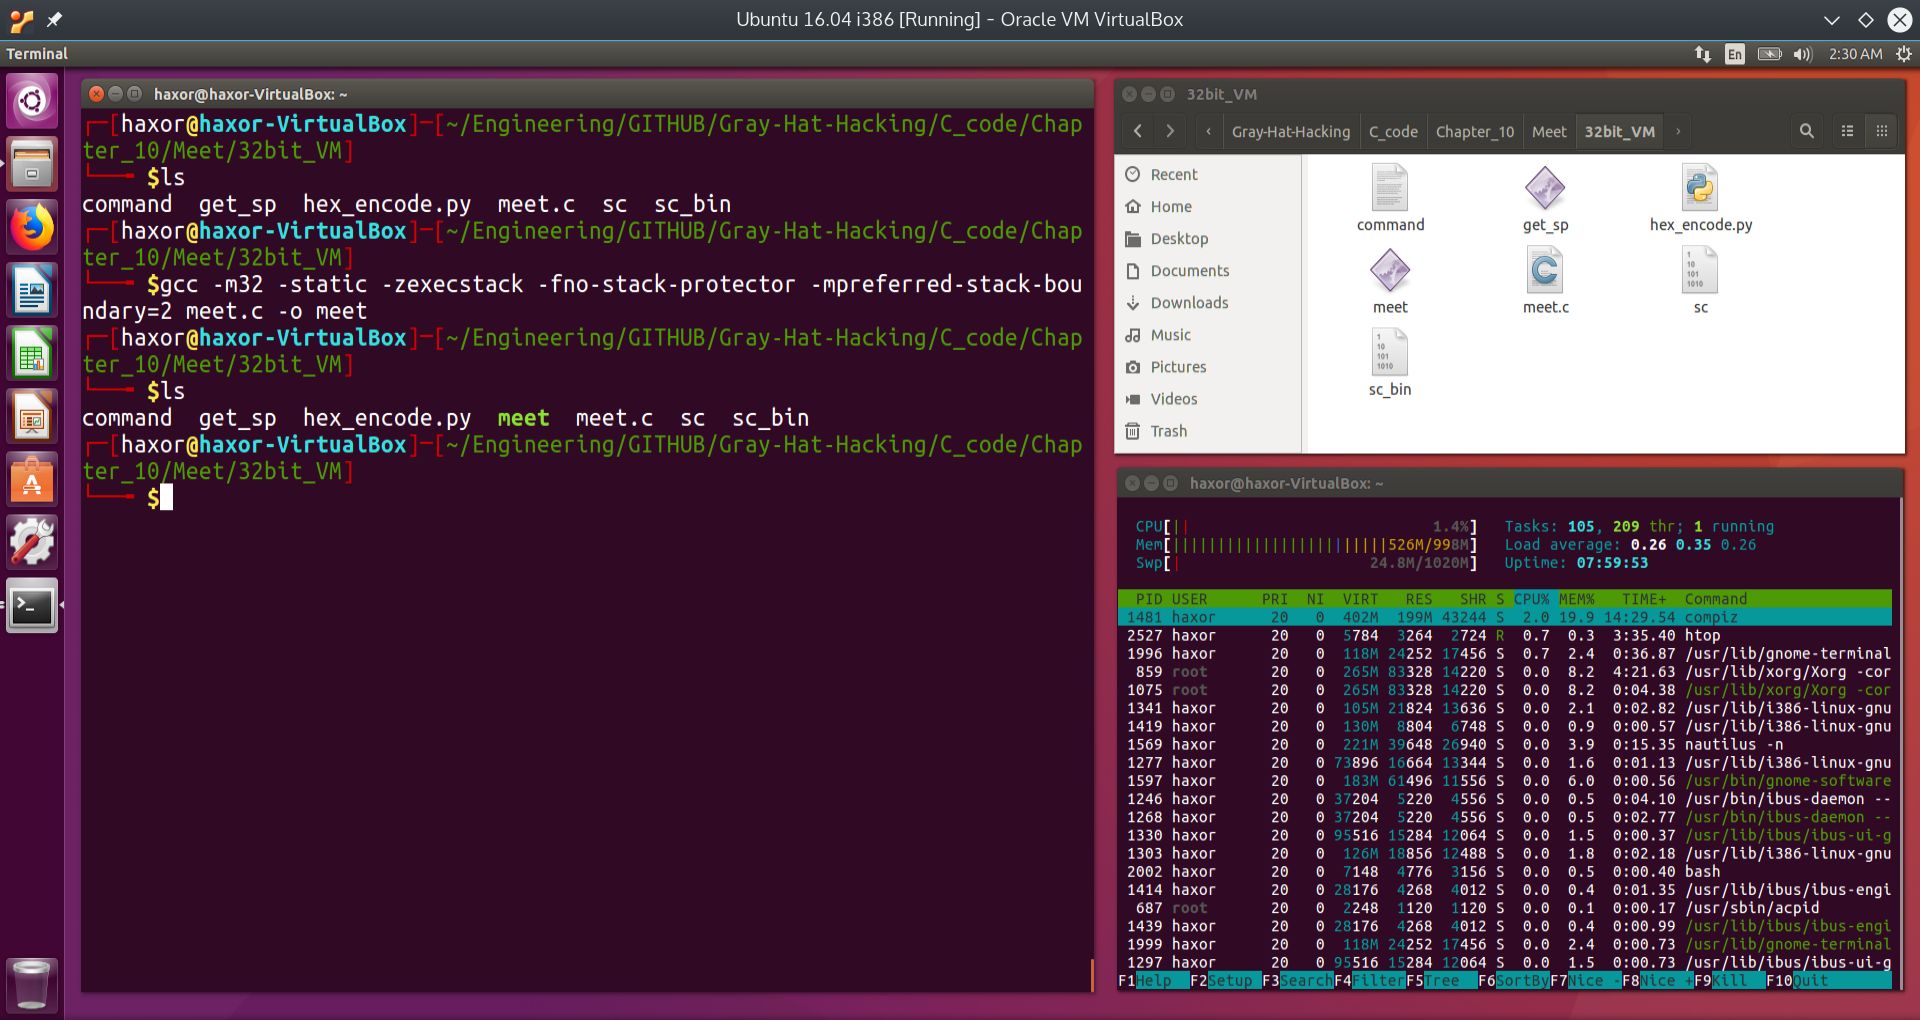 Ubuntu 16.04 i386 [Running] - Oracle VM VirtualBox
Terminal
En
2:30 AM
haxor@haxor-VirtualBox: ~
[haxor@haxor-VirtualBox]-[~/Engineering/GITHUB/Gray-Hat-Hacking/C_code/Chap
ter_10/Meet/32bit_VM]
$ls
command get_sp hex_encode.py meet.c sc sc_bin
[haxor@haxor-VirtualBox]-[~/Engineering/GITHUB/Gray-Hat-Hacking/C_code/Chap
ter_10/Meet/32bit_VM]
$gcc -m32 -static -zexecstack -fno-stack-protector -mpreferred-stack-bou
ndary=2 meet.c -o meet
[haxor@haxor-VirtualBox]-[~/Engineering/GITHUB/Gray-Hat-Hacking/C_code/Chap
ter_10/Meet/32bit_VM]
$ls
command get_sp hex_encode.py meet meet.c sc sc_bin
[haxor@haxor-VirtualBox]-[~/Engineering/GITHUB/Gray-Hat-Hacking/C_code/Chap
ter_10/Meet/32bit_VM]
$
32bit_VM
Gray-Hat-Hacking C_code Chapter_10 Meet 32bit_VM
Recent
Home
Desktop
Documents
Downloads
Music
Pictures
Videos
Trash
command
get_sp
hex_encode.py
meet
meet.c
sc
sc_bin
haxor@haxor-VirtualBox: ~
CPU[|| 1.4%] Tasks: 105, 209 thr; 1 running
Mem[||||||||||||||||||||||||526M/998M] Load average: 0.26 0.35 0.26
Swp[| 24.8M/1020M] Uptime: 07:59:53
PID USER PRI NI VIRT RES SHR S CPU% MEM% TIME+ Command
1481 haxor 20 0 402M 199M 43244 S 2.0 19.9 14:29.54 compiz
2527 haxor 20 0 5784 3264 2724 R 0.7 0.3 3:35.40 htop
1996 haxor 20 0 118M 24252 17456 S 0.7 2.4 0:36.87 /usr/lib/gnome-terminal
859 root 20 0 265M 83328 14220 S 0.0 8.2 4:21.63 /usr/lib/xorg/Xorg -cor
1075 root 20 0 265M 83328 14220 S 0.0 8.2 0:04.38 /usr/lib/xorg/Xorg -cor
1341 haxor 20 0 105M 21824 13636 S 0.0 2.1 0:02.82 /usr/lib/i386-linux-gnu
1419 haxor 20 0 130M 8804 6748 S 0.0 0.9 0:00.57 /usr/lib/i386-linux-gnu
1569 haxor 20 0 221M 39648 26940 S 0.0 3.9 0:15.35 nautilus -n
1277 haxor 20 0 73896 16664 13344 S 0.0 1.6 0:01.13 /usr/lib/i386-linux-gnu
1597 haxor 20 0 183M 61496 11556 S 0.0 6.0 0:00.56 /usr/bin/gnome-software
1246 haxor 20 0 37204 5220 4556 S 0.0 0.5 0:04.10 /usr/bin/ibus-daemon --
1268 haxor 20 0 37204 5220 4556 S 0.0 0.5 0:02.77 /usr/bin/ibus-daemon --
1330 haxor 20 0 95516 15284 12064 S 0.0 1.5 0:00.37 /usr/lib/ibus/ibus-ui-g
1303 haxor 20 0 126M 18856 12488 S 0.0 1.8 0:02.18 /usr/lib/i386-linux-gnu
2002 haxor 20 0 7148 4776 3156 S 0.0 0.5 0:00.40 bash
1414 haxor 20 0 28176 4268 4012 S 0.0 0.4 0:01.35 /usr/lib/ibus/ibus-engi
687 root 20 0 2248 1120 1120 S 0.0 0.1 0:00.17 /usr/sbin/acpid
1439 haxor 20 0 28176 4268 4012 S 0.0 0.4 0:00.99 /usr/lib/ibus/ibus-engi
1999 haxor 20 0 118M 24252 17456 S 0.0 2.4 0:00.73 /usr/lib/gnome-terminal
1297 haxor 20 0 95516 15284 12064 S 0.0 1.5 0:00.73 /usr/lib/ibus/ibus-ui-g
F1Help F2Setup F3SearchF4FilterF5Tree F6SortByF7Nice -F8Nice +F9Kill F10Quit